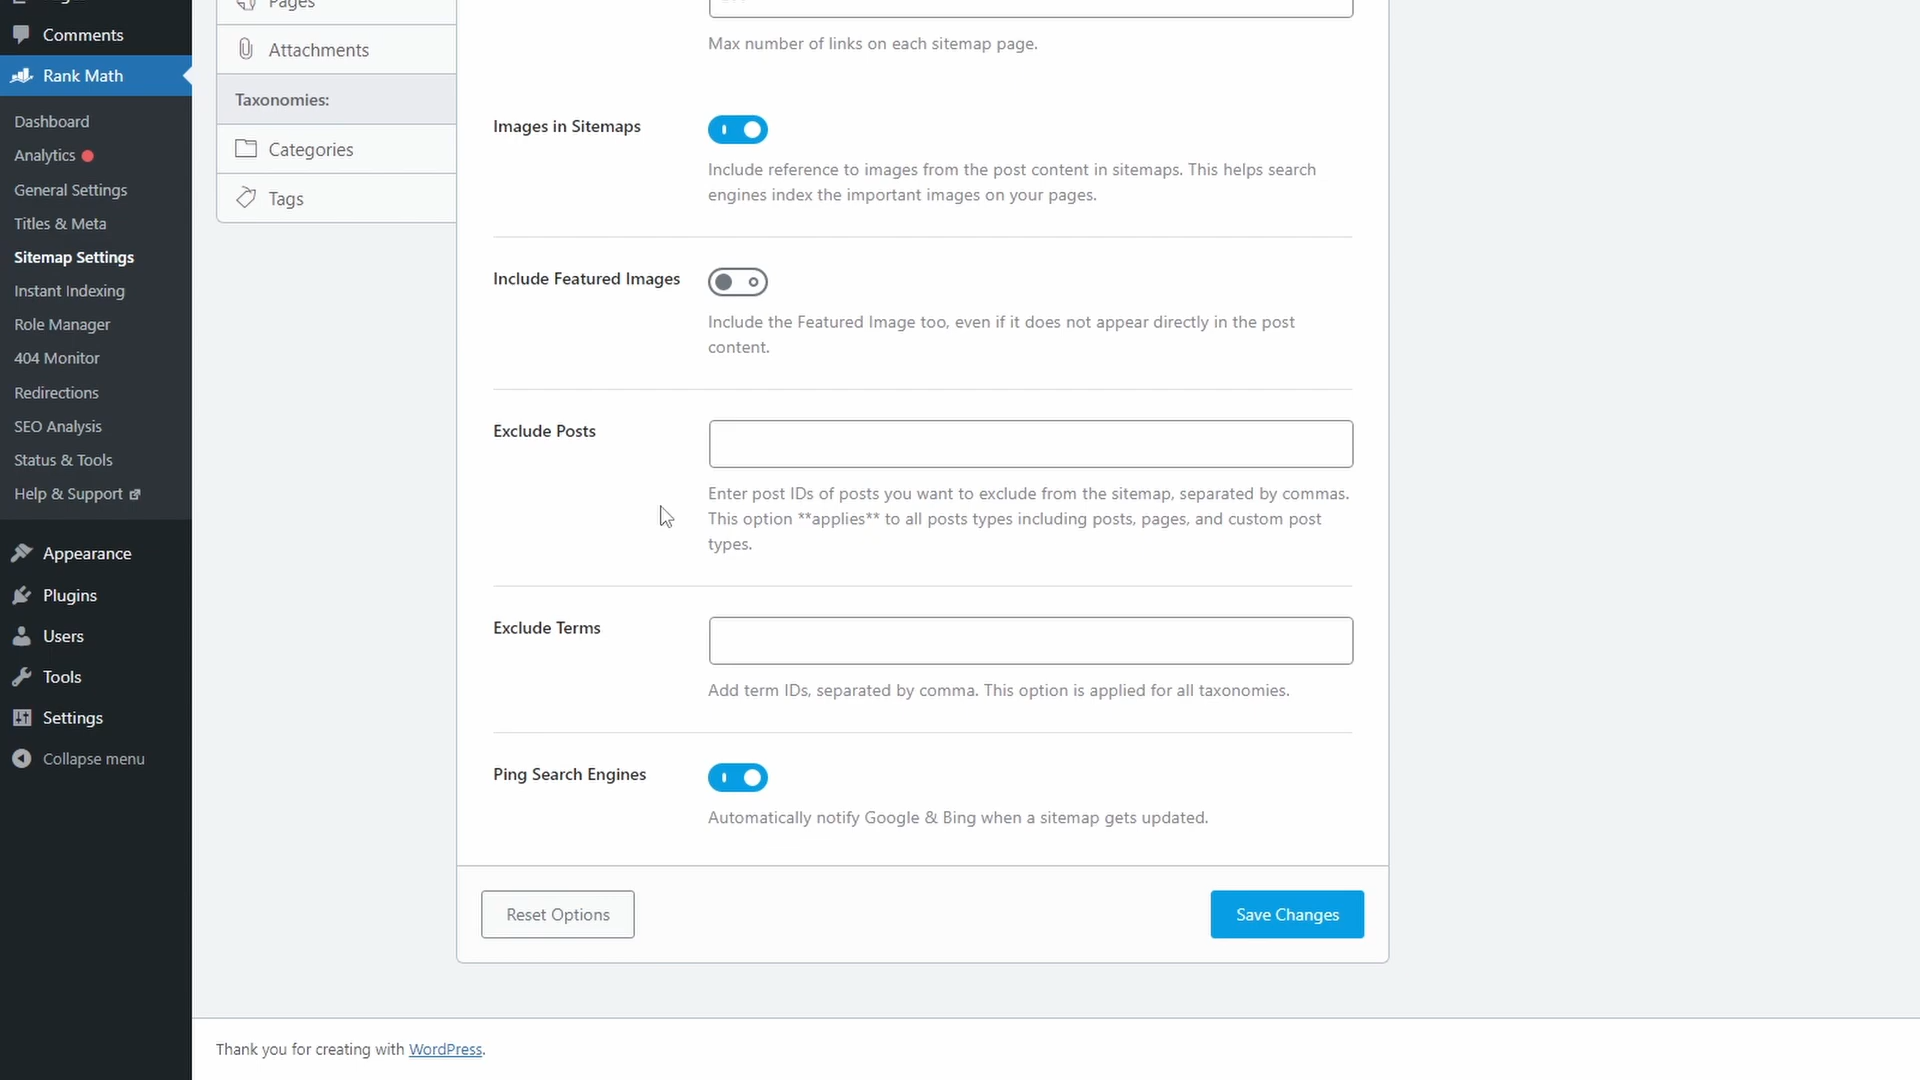 Comments
Rank Math
Dashboard
Analytics
General Settings
Titles & Meta
Sitemap Settings
Instant Indexing
Role Manager
404 Monitor
Redirections
SEO Analysis
Status & Tools
Help & Support
Appearance
Plugins
Users
Tools
Settings
Collapse menu
Pages
Attachments
Taxonomies:
Categories
Tags
Max number of links on each sitemap page.
Images in Sitemaps
Include reference to images from the post content in sitemaps. This helps search
engines index the important images on your pages.
Include Featured Images
Include the Featured Image too, even if it does not appear directly in the post
content.
Exclude Posts
Enter post IDs of posts you want to exclude from the sitemap, separated by commas.
This option **applies** to all posts types including posts, pages, and custom post
types.
Exclude Terms
Add term IDs, separated by comma. This option is applied for all taxonomies.
Ping Search Engines
Automatically notify Google & Bing when a sitemap gets updated.
Reset Options
Save Changes
Thank you for creating with WordPress.